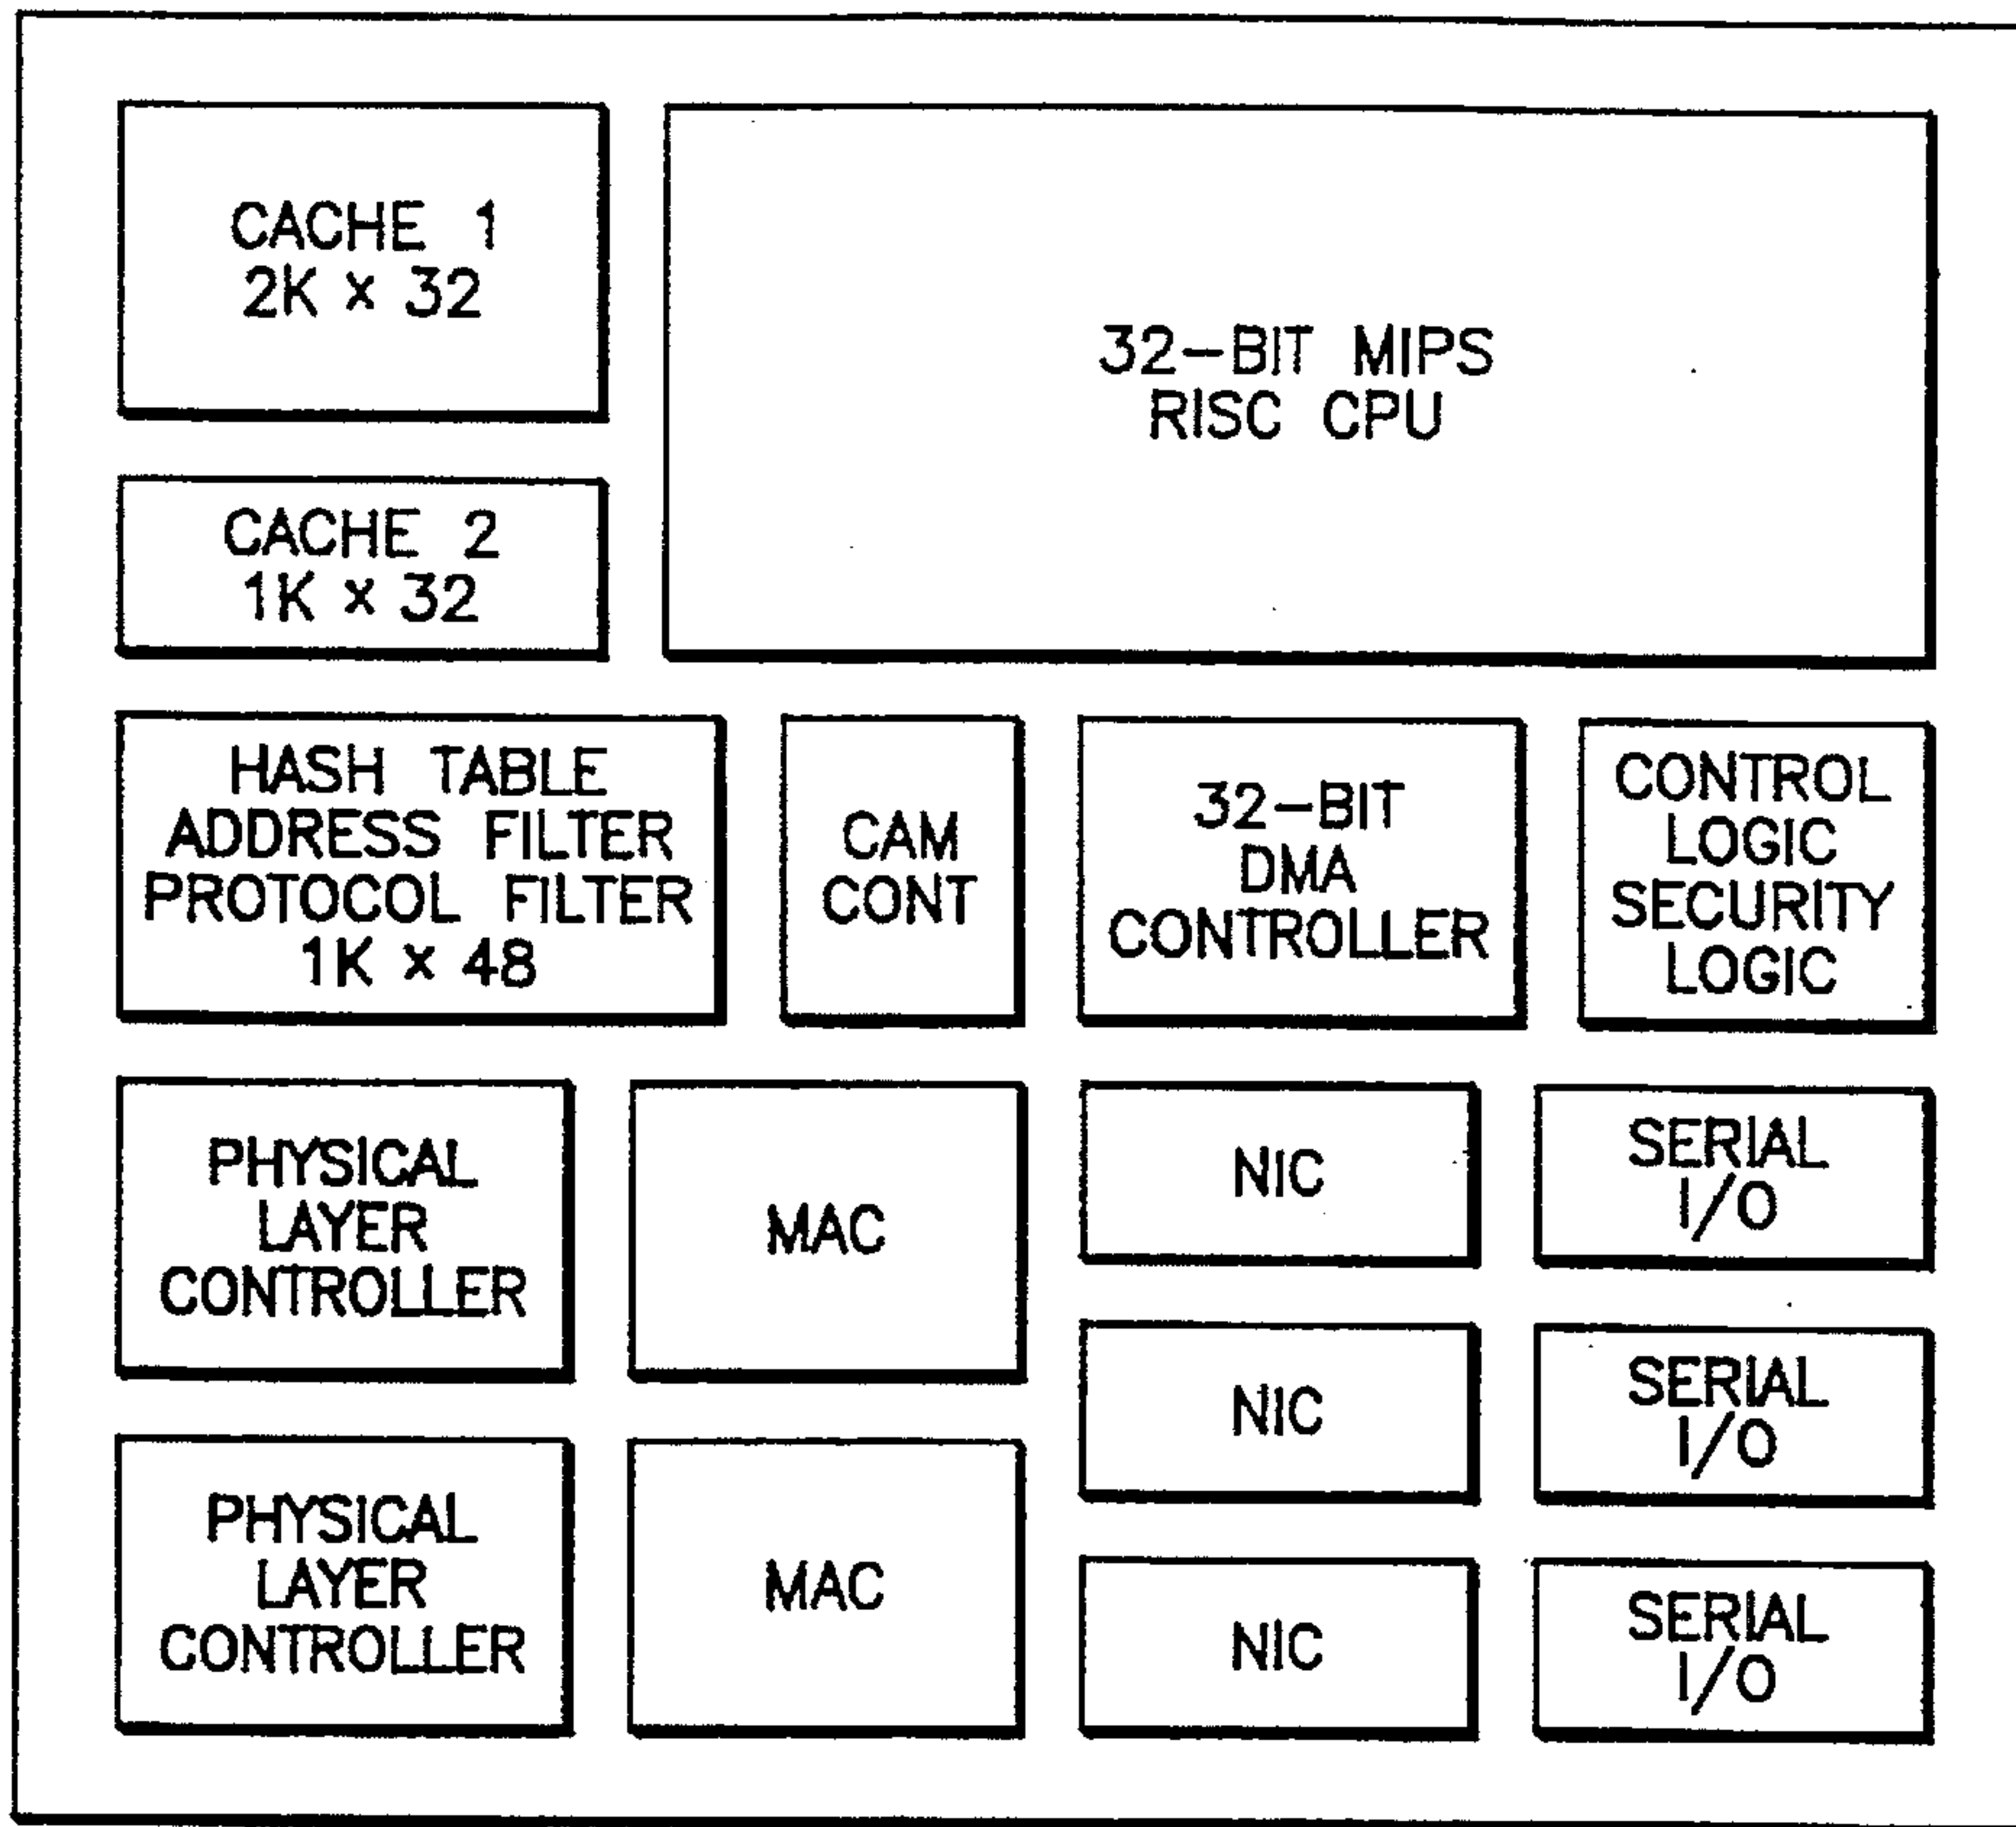 CACHE 1
2K × 32
32-BIT MIPS
RISC CPU
CACHE 2
1K × 32
HASH TABLE
ADDRESS FILTER
PROTOCOL FILTER
1K × 48
CAM
CONT
32-BIT
DMA
CONTROLLER
CONTROL
LOGIC
SECURITY
LOGIC
PHYSICAL
LAYER
CONTROLLER
MAC
NIC
SERIAL
I/O
NIC
SERIAL
I/O
PHYSICAL
LAYER
CONTROLLER
MAC
NIC
SERIAL
I/O